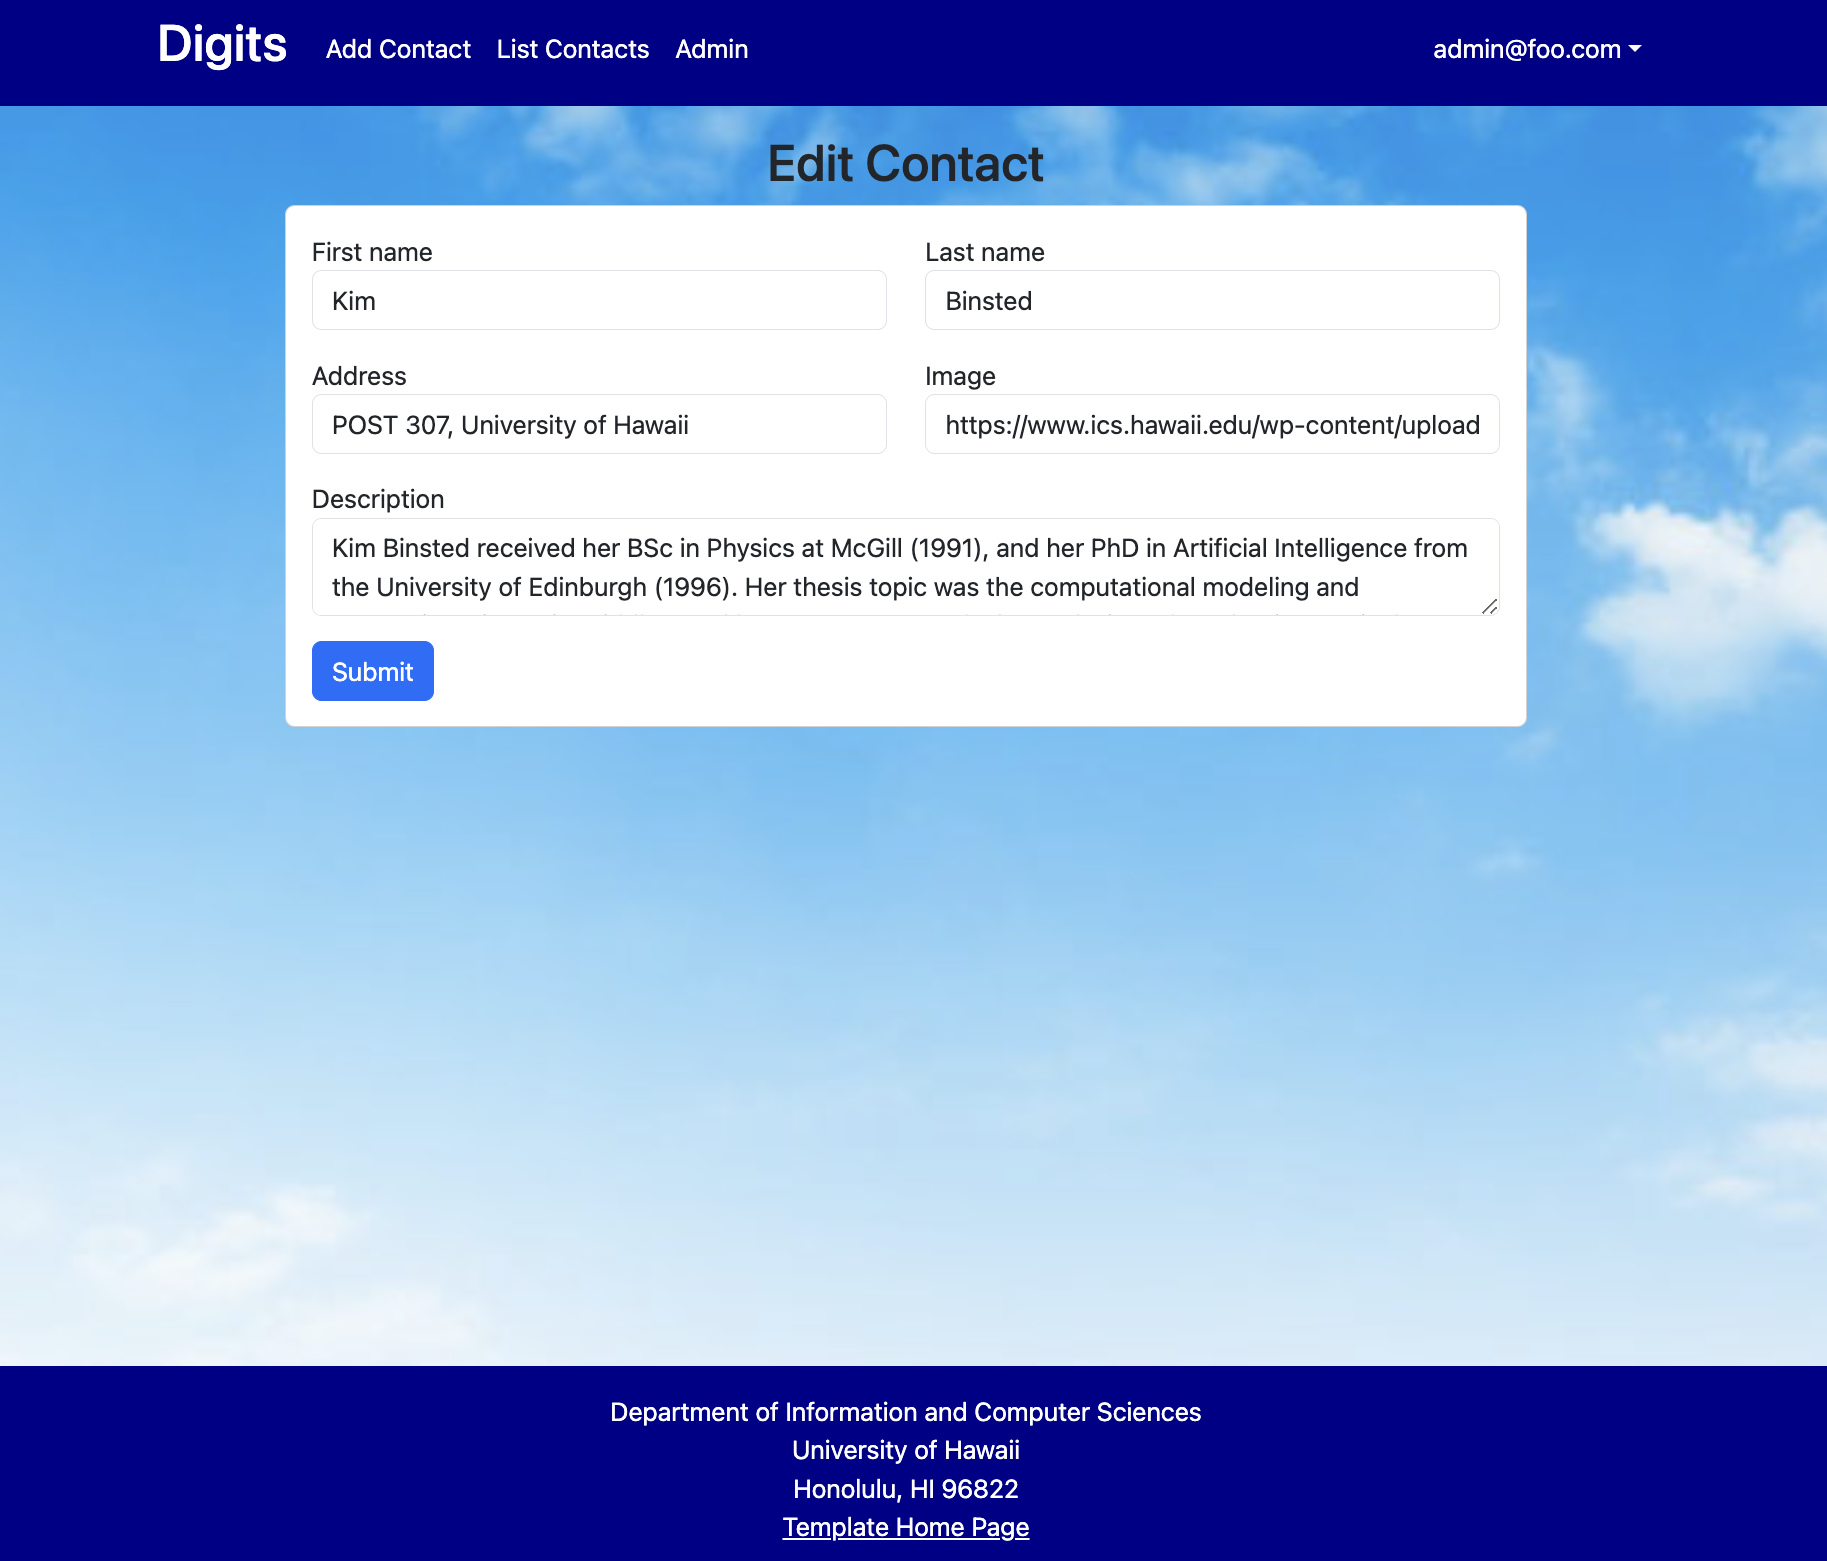 Digits Add Contact List Contacts Admin admin@foo.com
Edit Contact
First name Last name
Kim Binsted
Address Image
POST 307, University of Hawaii https://www.ics.hawaii.edu/wp-content/upload
Description
Kim Binsted received her BSc in Physics at McGill (1991), and her PhD in Artificial Intelligence from
the University of Edinburgh (1996). Her thesis topic was the computational modeling and
Submit
Department of Information and Computer Sciences
University of Hawaii
Honolulu, HI 96822
Template Home Page